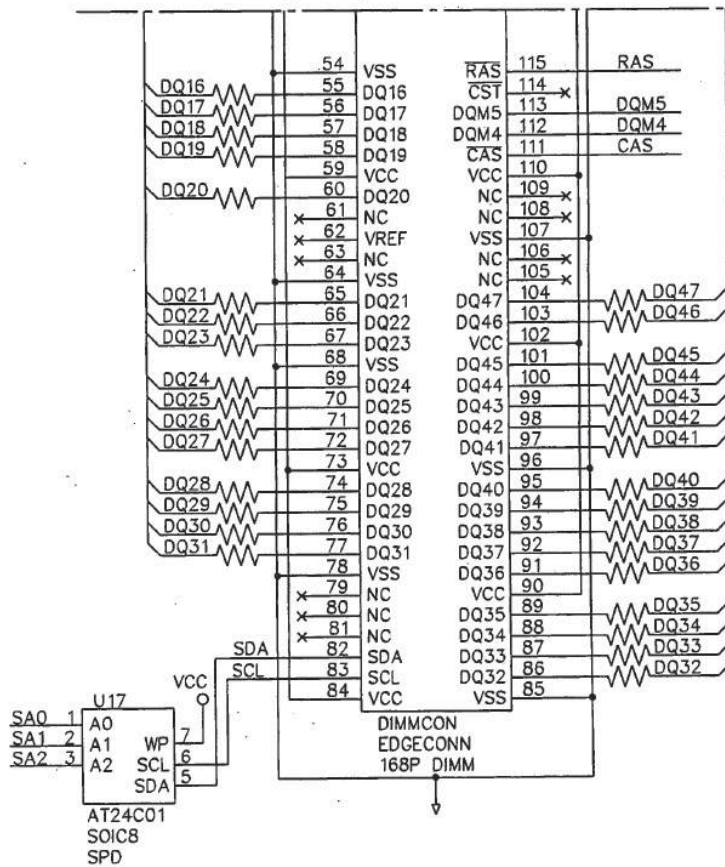 54 VSS RAS 115 RAS
DQ16 55 DQ16 CST 114
DQ17 56 DQ17 DQM5 113 DQM5
DQ18 57 DQ18 DQM4 112 DQM4
DQ19 58 DQ19 CAS 111 CAS
59 VCC VCC 110
DQ20 60 DQ20 NC 109
61 NC NC 108
62 VREF VSS 107
63 NC NC 106
64 VSS NC 105
DQ21 65 DQ21 DQ47 104 DQ47
DQ22 66 DQ22 DQ46 103 DQ46
DQ23 67 DQ23 VCC 102
68 VSS DQ45 101 DQ45
DQ24 69 DQ24 DQ44 100 DQ44
DQ25 70 DQ25 DQ43 99 DQ43
DQ26 71 DQ26 DQ42 98 DQ42
DQ27 72 DQ27 DQ41 97 DQ41
73 VCC VSS 96
DQ28 74 DQ28 DQ40 95 DQ40
DQ29 75 DQ29 DQ39 94 DQ39
DQ30 76 DQ30 DQ38 93 DQ38
DQ31 77 DQ31 DQ37 92 DQ37
78 VSS DQ36 91 DQ36
79 NC VCC 90
80 NC DQ35 89 DQ35
81 NC DQ34 88 DQ34
SDA 82 SDA DQ33 87 DQ33
SCL 83 SCL DQ32 86 DQ32
84 VCC VSS 85
DIMMCON
EDGECONN
168P DIMM
U17
VCC
SA0 1 A0
SA1 2 A1 WP 7
SA2 3 A2 SCL 6
SDA 5
AT24C01
SOIC8
SPD